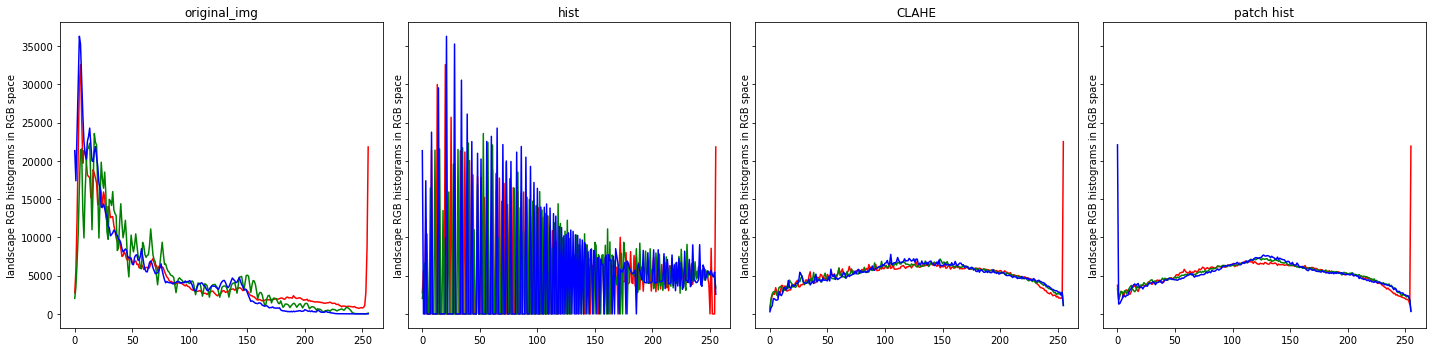 original_img
hist
CLAHE
patch hist
landscape RGB histograms in RGB space
landscape RGB histograms in RGB space
landscape RGB histograms in RGB space
landscape RGB histograms in RGB space
35000
30000
25000
20000
15000
10000
5000
0
0 50 100 150 200 250
0 50 100 150 200 250
0 50 100 150 200 250
0 50 100 150 200 250